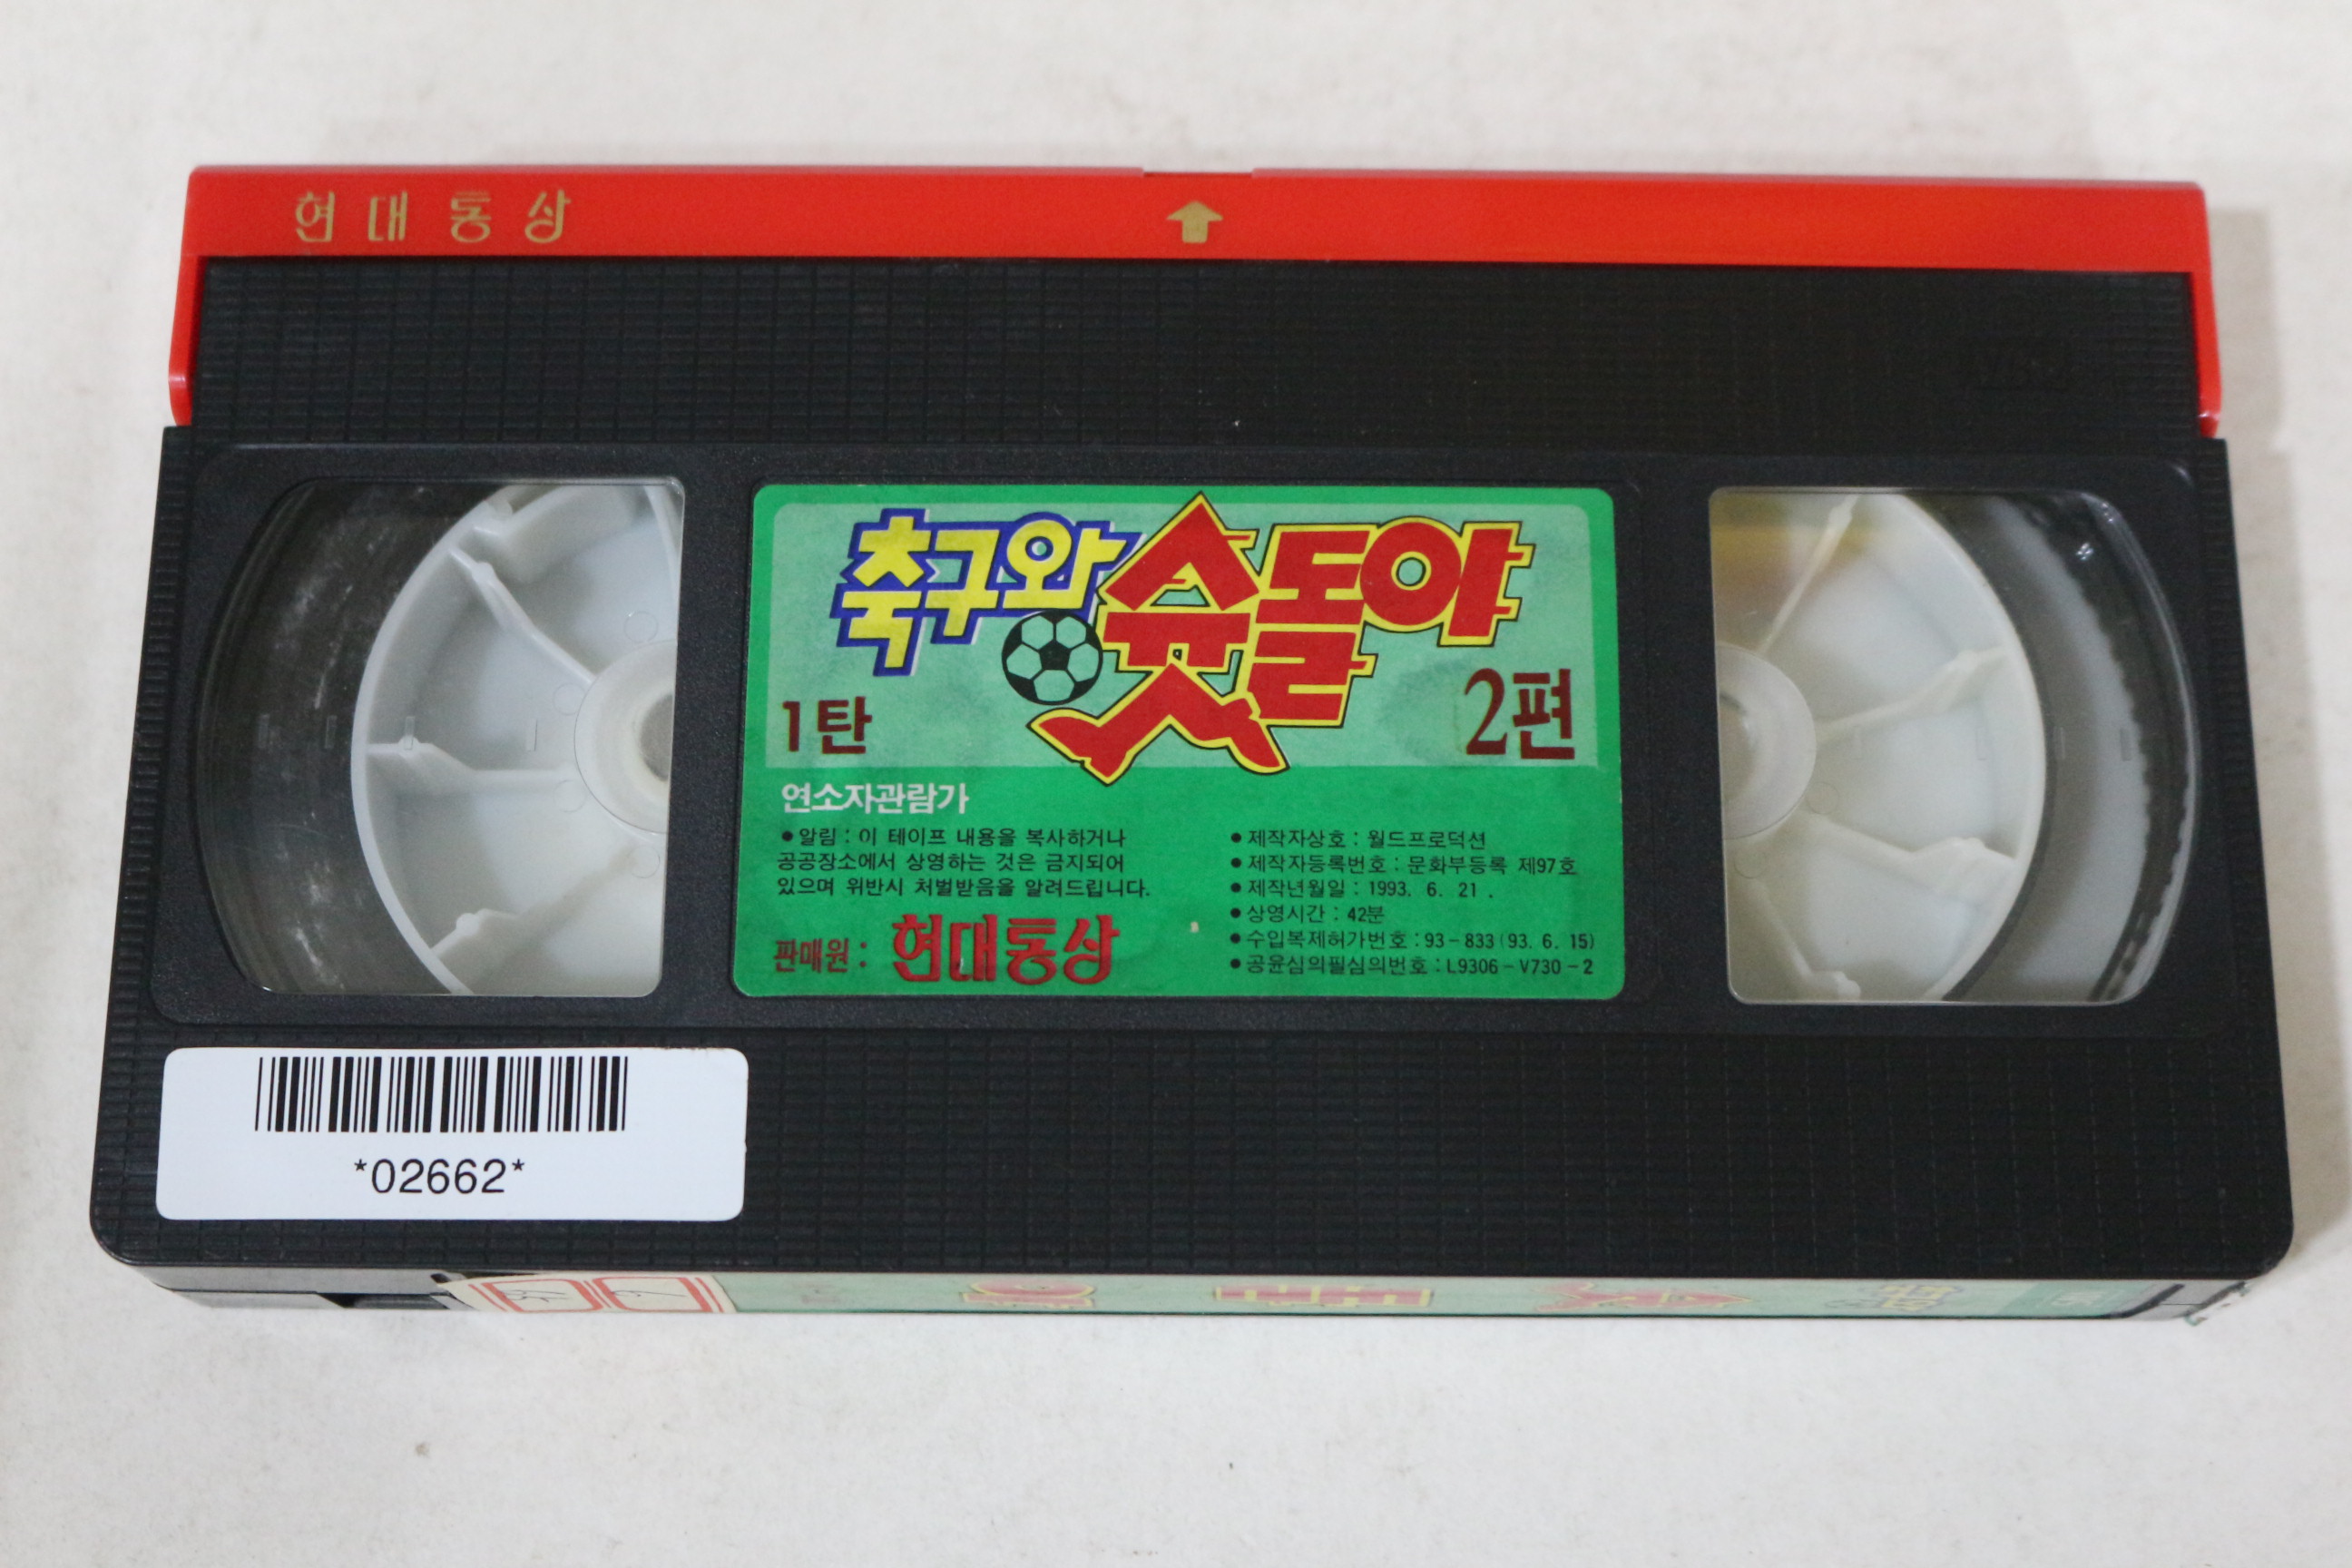 현대통상
축구와 슛돌이
1탄
2편
연소자관람가
●알림 : 이 테이프 내용을 복사하거나
공공장소에서 상영하는 것은 금지되어
있으며 위반시 처벌받음을 알려드립니다.
판매원 : 현대통상
●제작자상호 : 월드프로덕션
●제작자등록번호 : 문화부등록 제97호
●제작년월일 : 1993. 6. 21 .
●상영시간 : 42분
●수입복제허가번호 : 93-833 (93. 6. 15)
●공윤심의필심의번호 : L9306-V730-2
*02662*